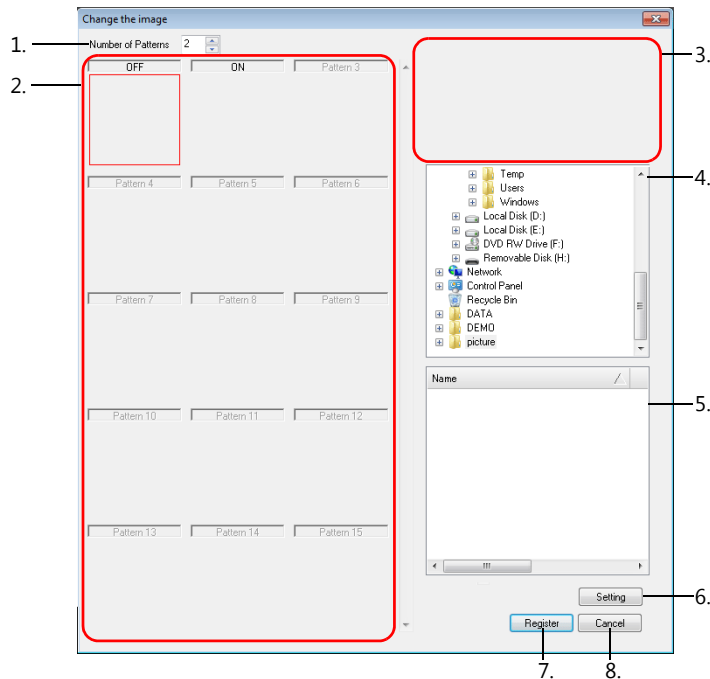 Change the image
1.
Number of Patterns 2
2.
OFF ON Pattern 3
Pattern 4 Pattern 5 Pattern 6
Pattern 7 Pattern 8 Pattern 9
Pattern 10 Pattern 11 Pattern 12
Pattern 13 Pattern 14 Pattern 15
3.
4.
Temp
Users
Windows
Local Disk (D:)
Local Disk (E:)
DVD RW Drive (F:)
Removable Disk (H:)
Network
Control Panel
Recycle Bin
DATA
DEMO
picture
Name
5.
Setting
6.
Register Cancel
7. 8.